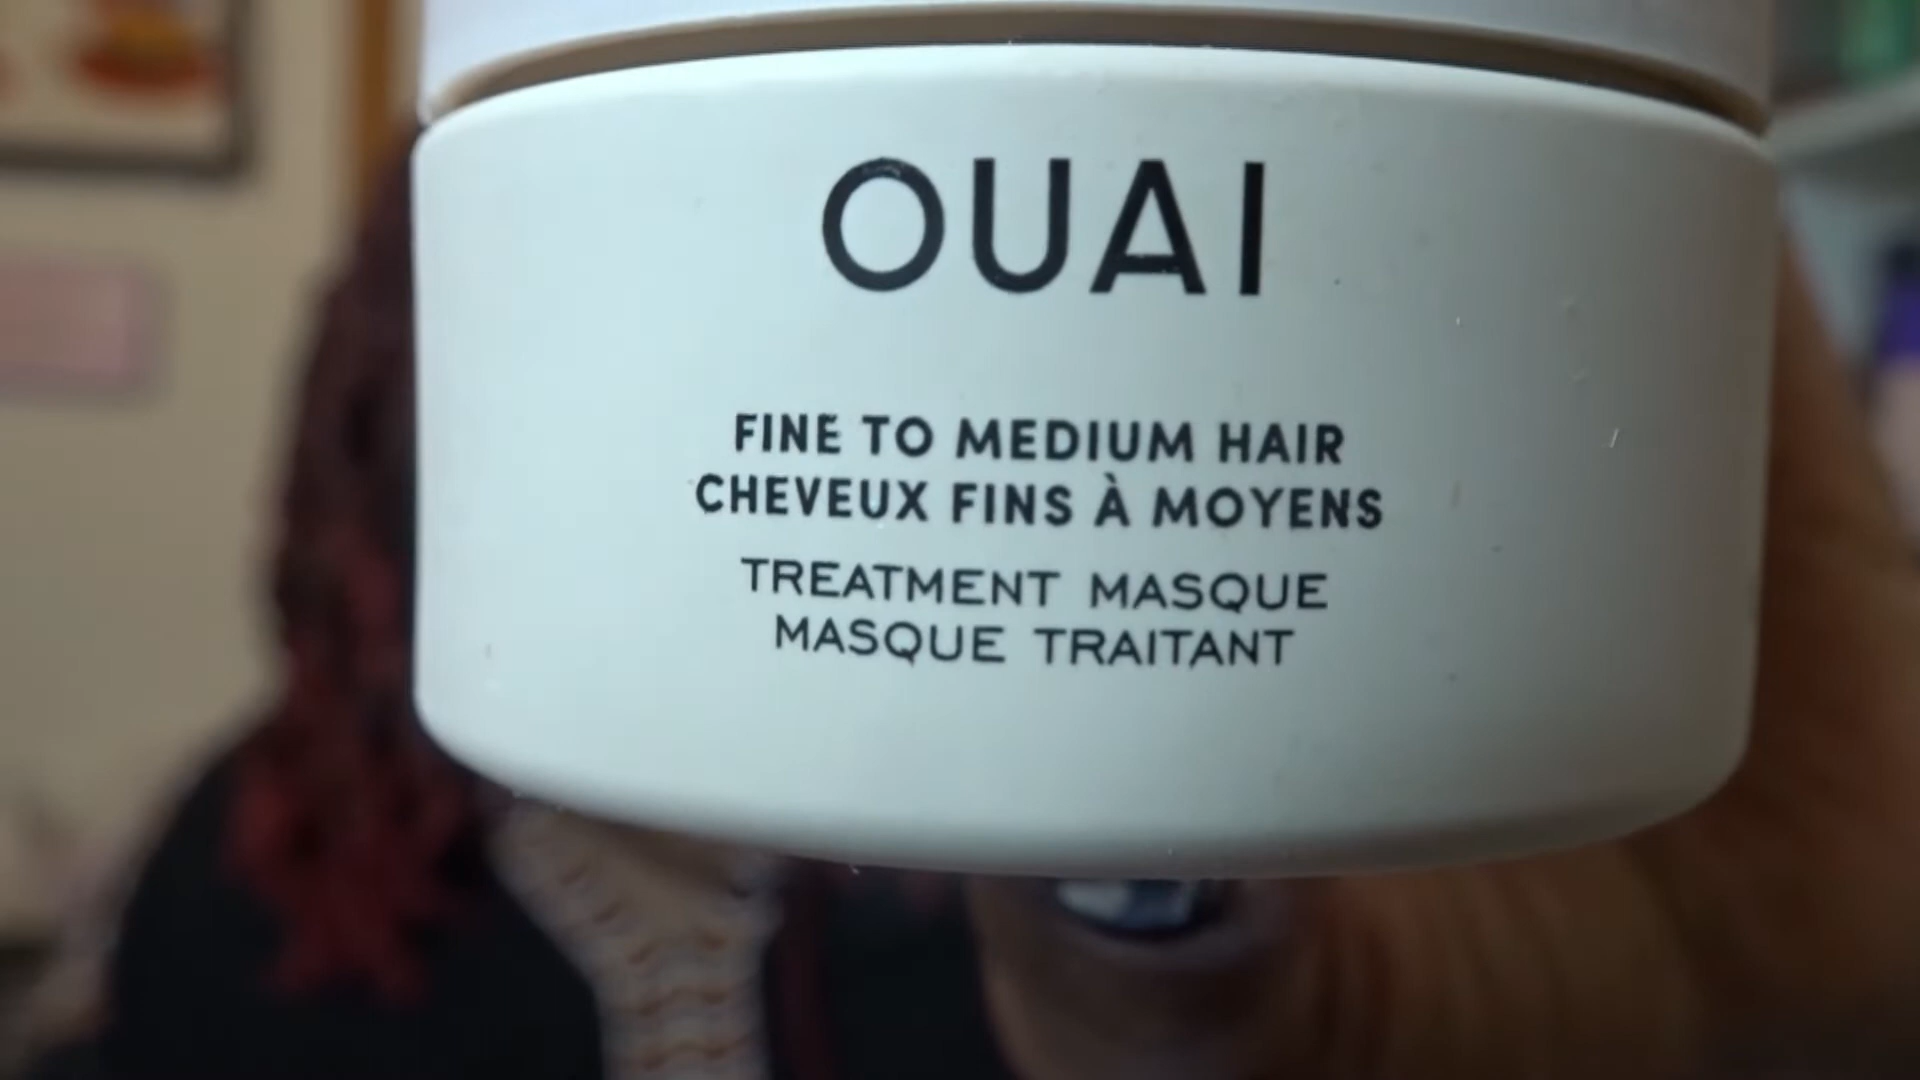 OUAI
FINE TO MEDIUM HAIR
CHEVEUX FINS À MOYENS
TREATMENT MASQUE
MASQUE TRAITANT